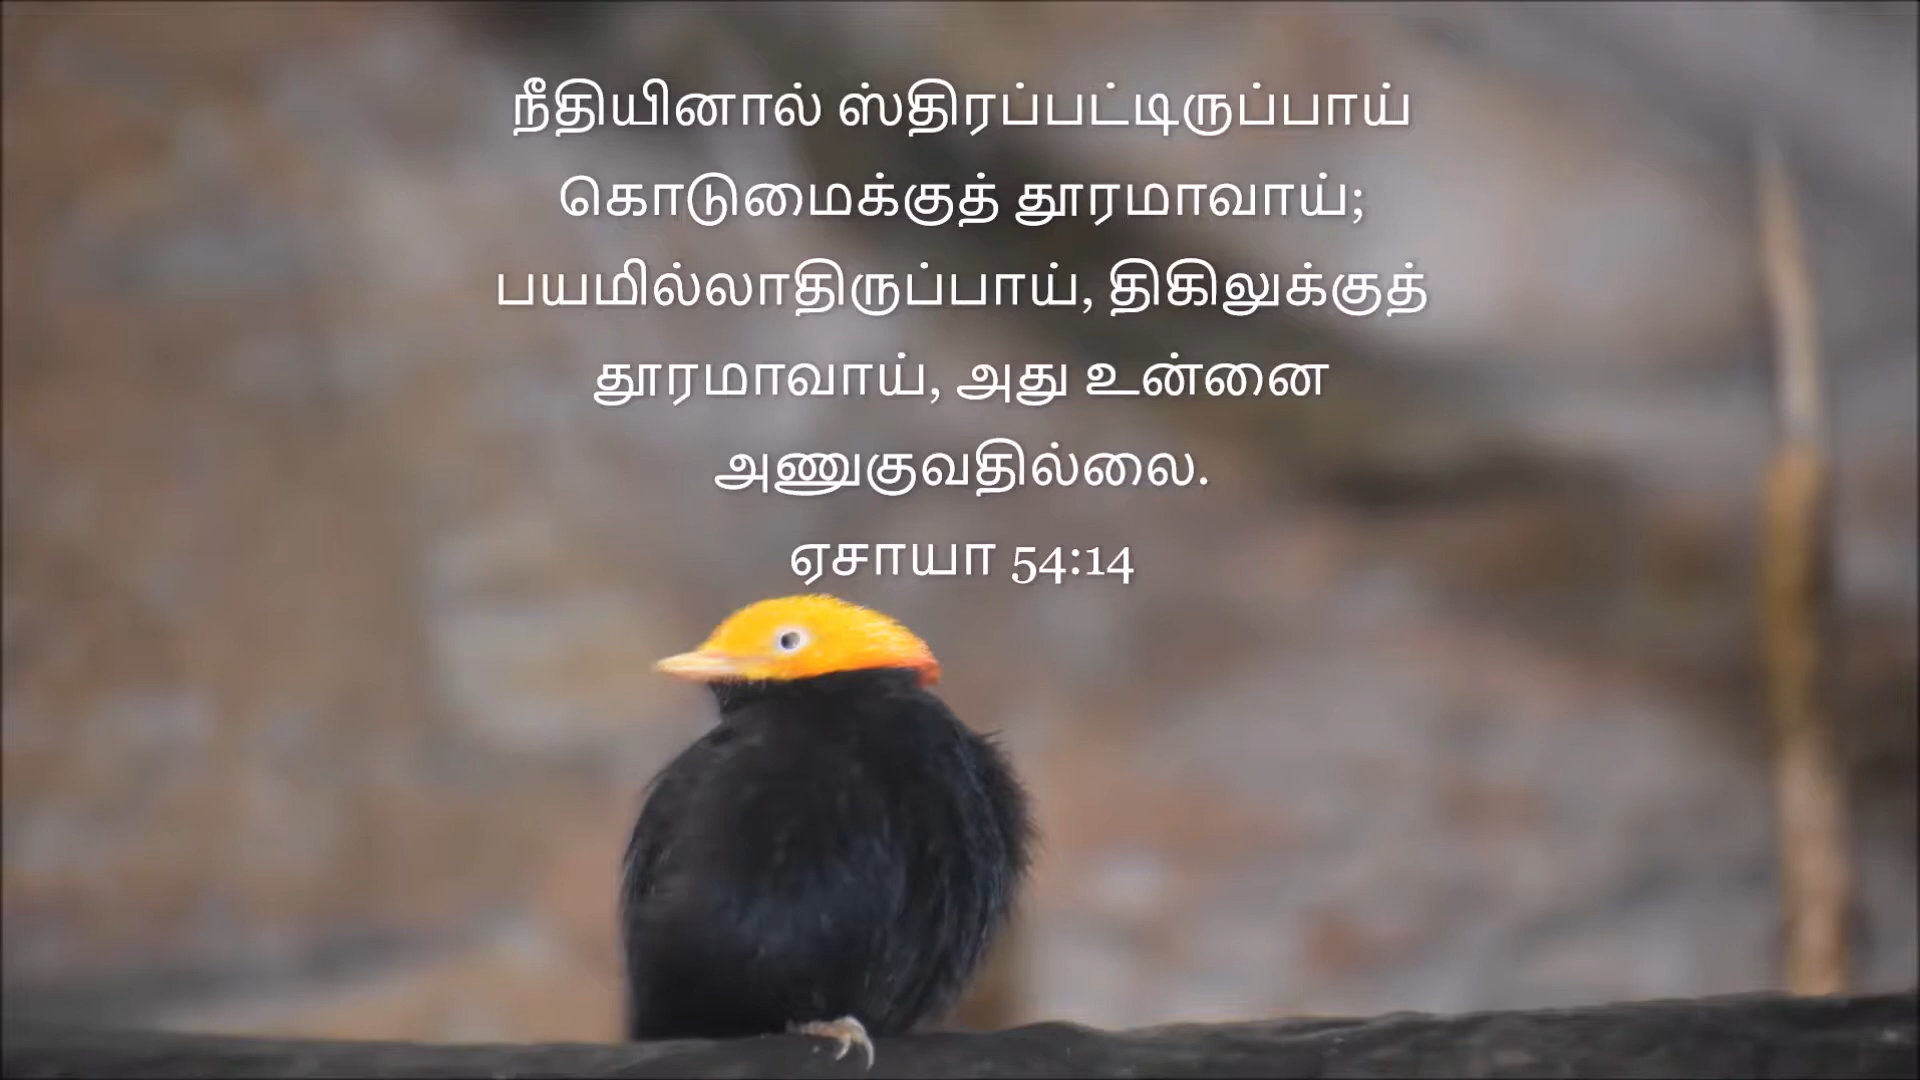 நீதியினால் ஸ்திரப்பட்டிருப்பாய்
கொடுமைக்குத் தூரமாவாய்;
பயமில்லாதிருப்பாய், திகிலுக்குத்
தூரமாவாய், அது உன்னை
அணுகுவதில்லை.
ஏசாயா 54:14